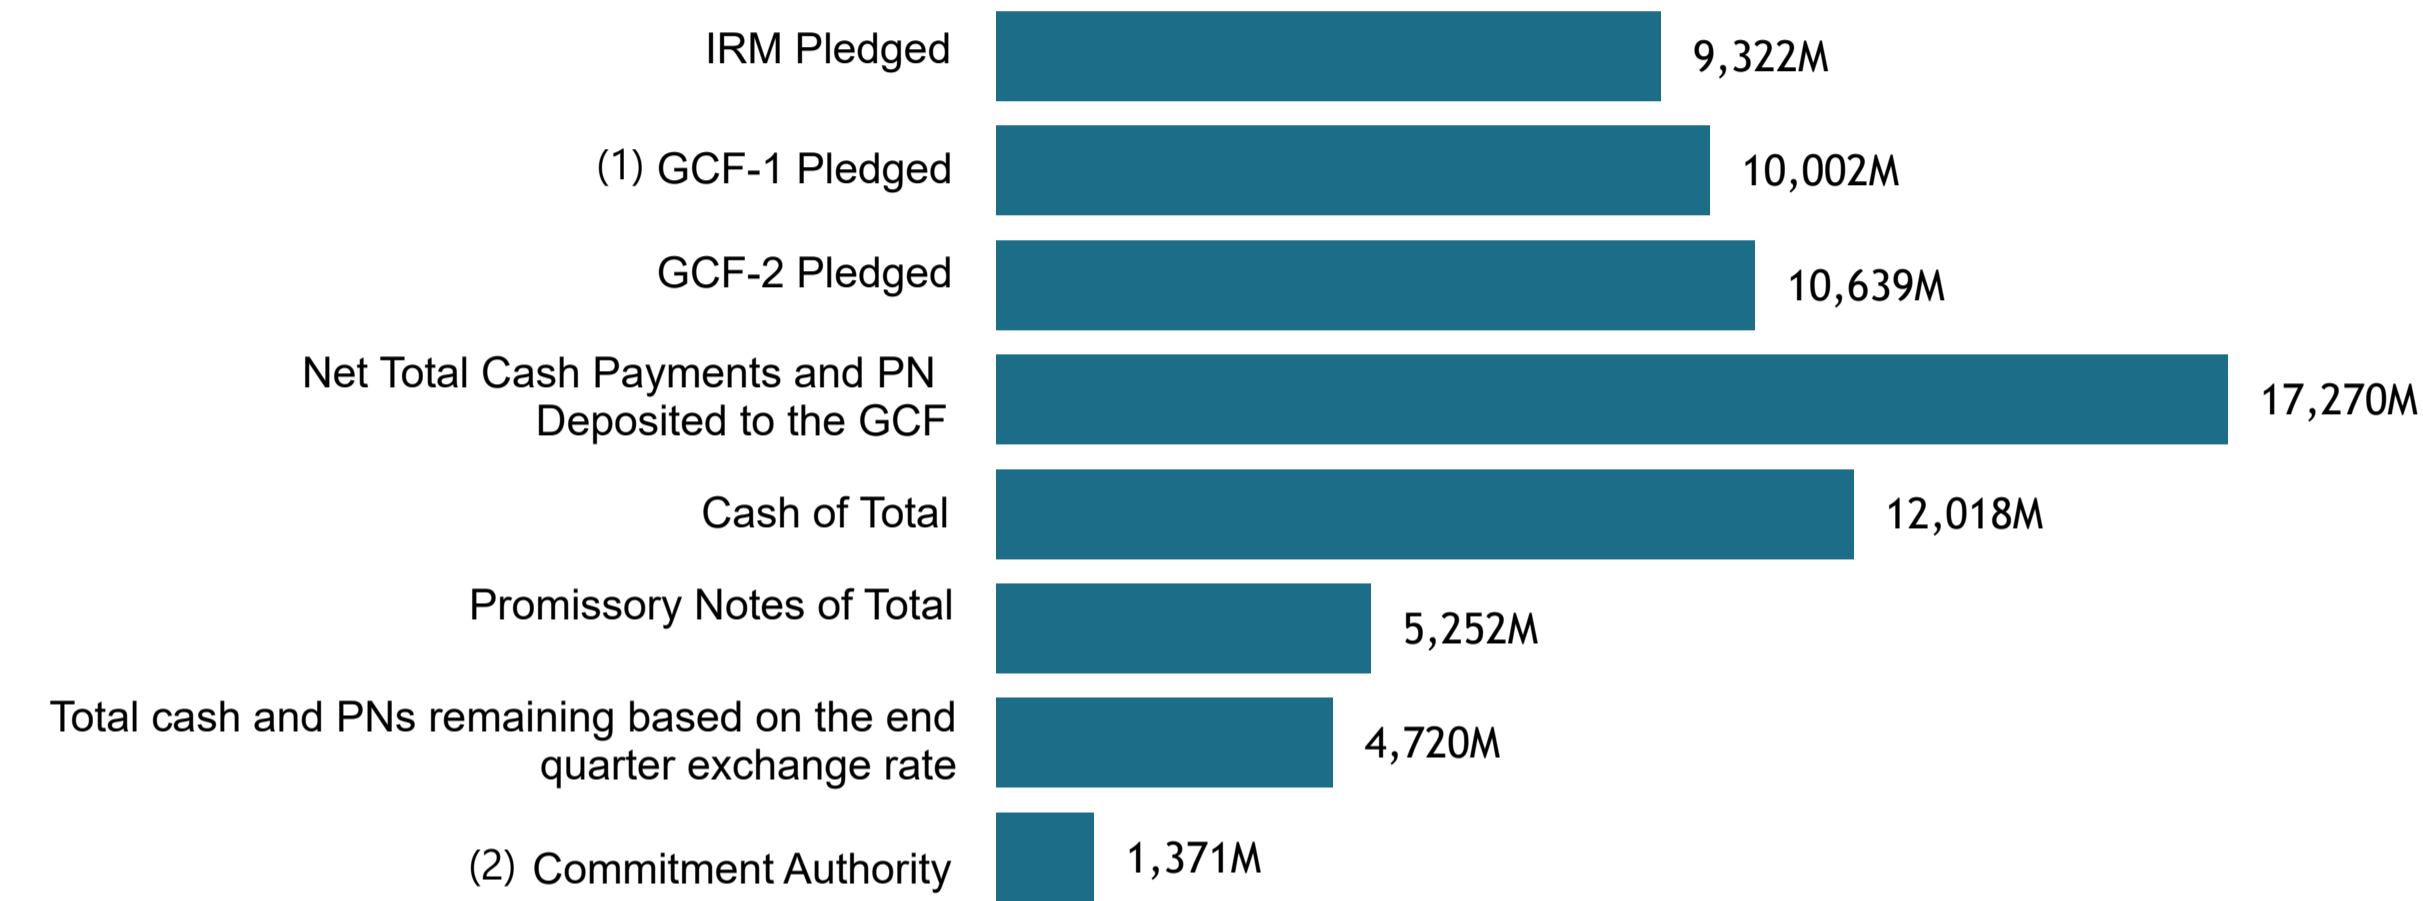 IRM Pledged 9,322M
(1) GCF-1 Pledged 10,002M
GCF-2 Pledged 10,639M
Net Total Cash Payments and PN
Deposited to the GCF 17,270M
Cash of Total 12,018M
Promissory Notes of Total 5,252M
Total cash and PNs remaining based on the end
quarter exchange rate 4,720M
(2) Commitment Authority 1,371M